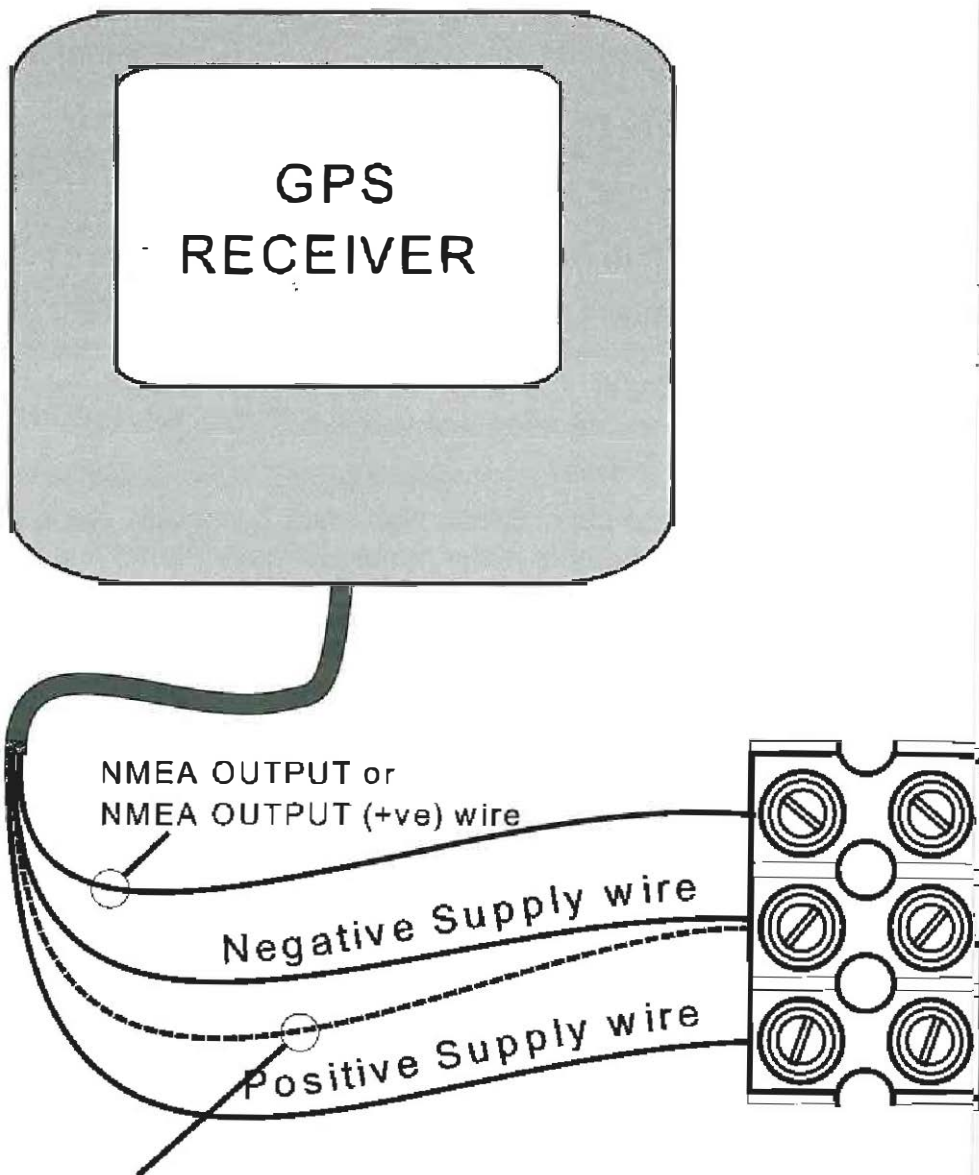 GPS
RECEIVER
NMEA OUTPUT or
NMEA OUTPUT (+ve) wire
Negative Supply wire
Positive Supply wire